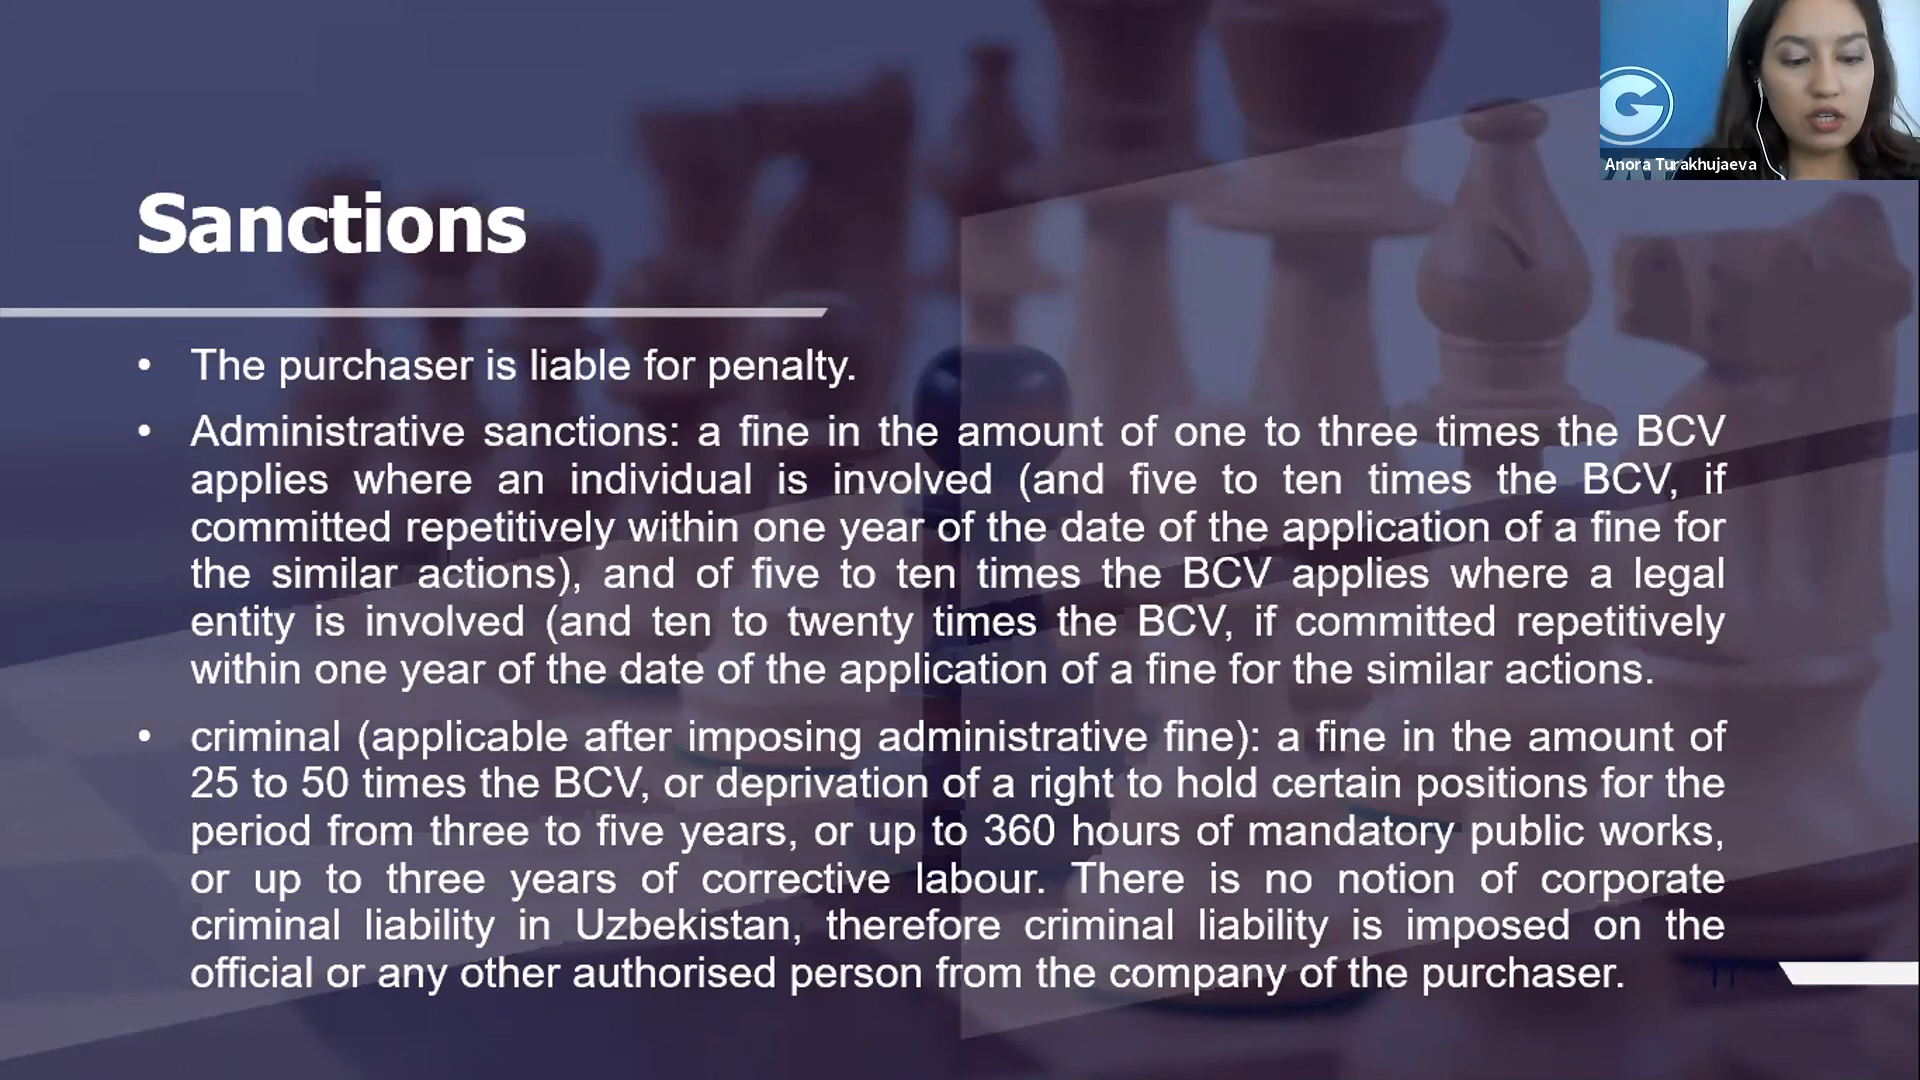 Anora Turakhujaeva
Sanctions
• The purchaser is liable for penalty.
• Administrative sanctions: a fine in the amount of one to three times the BCV
applies where an individual is involved (and five to ten times the BCV, if
committed repetitively within one year of the date of the application of a fine for
the similar actions), and of five to ten times the BCV applies where a legal
entity is involved (and ten to twenty times the BCV, if committed repetitively
within one year of the date of the application of a fine for the similar actions.
• criminal (applicable after imposing administrative fine): a fine in the amount of
25 to 50 times the BCV, or deprivation of a right to hold certain positions for the
period from three to five years, or up to 360 hours of mandatory public works,
or up to three years of corrective labour. There is no notion of corporate
criminal liability in Uzbekistan, therefore criminal liability is imposed on the
official or any other authorised person from the company of the purchaser.
11